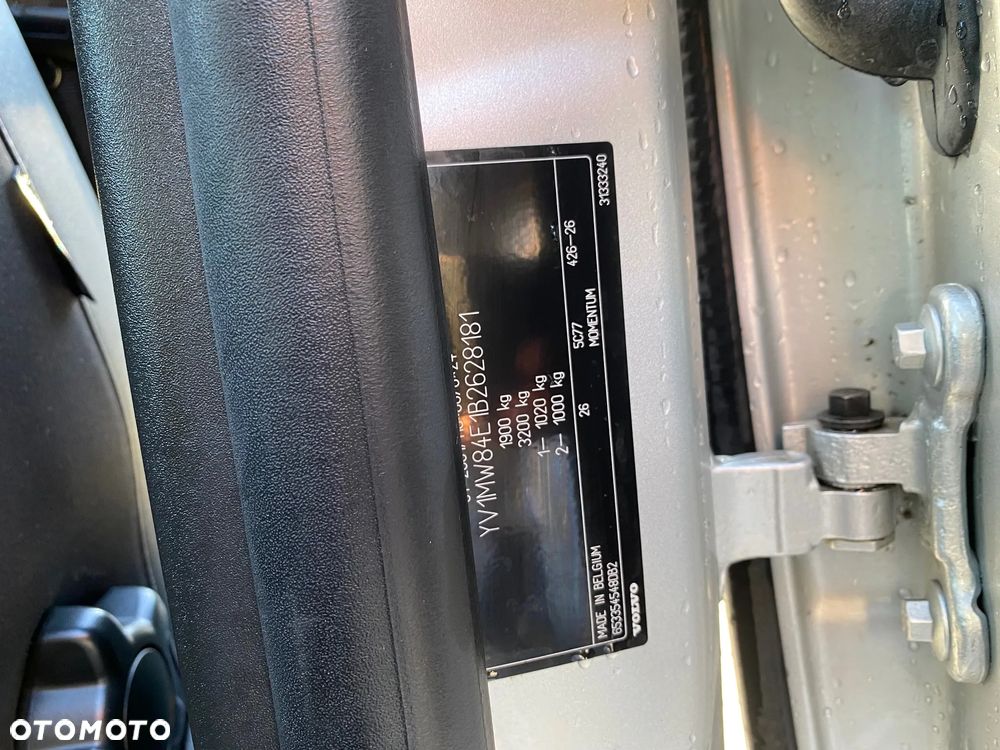 YV1MW84E1B2628181
1900 kg
3200 kg
1– 1020 kg
2– 1000 kg
26 5C77 426–26
MOMENTUM
MADE IN BELGIUM
31333240
VOLVO
OTOMOTO